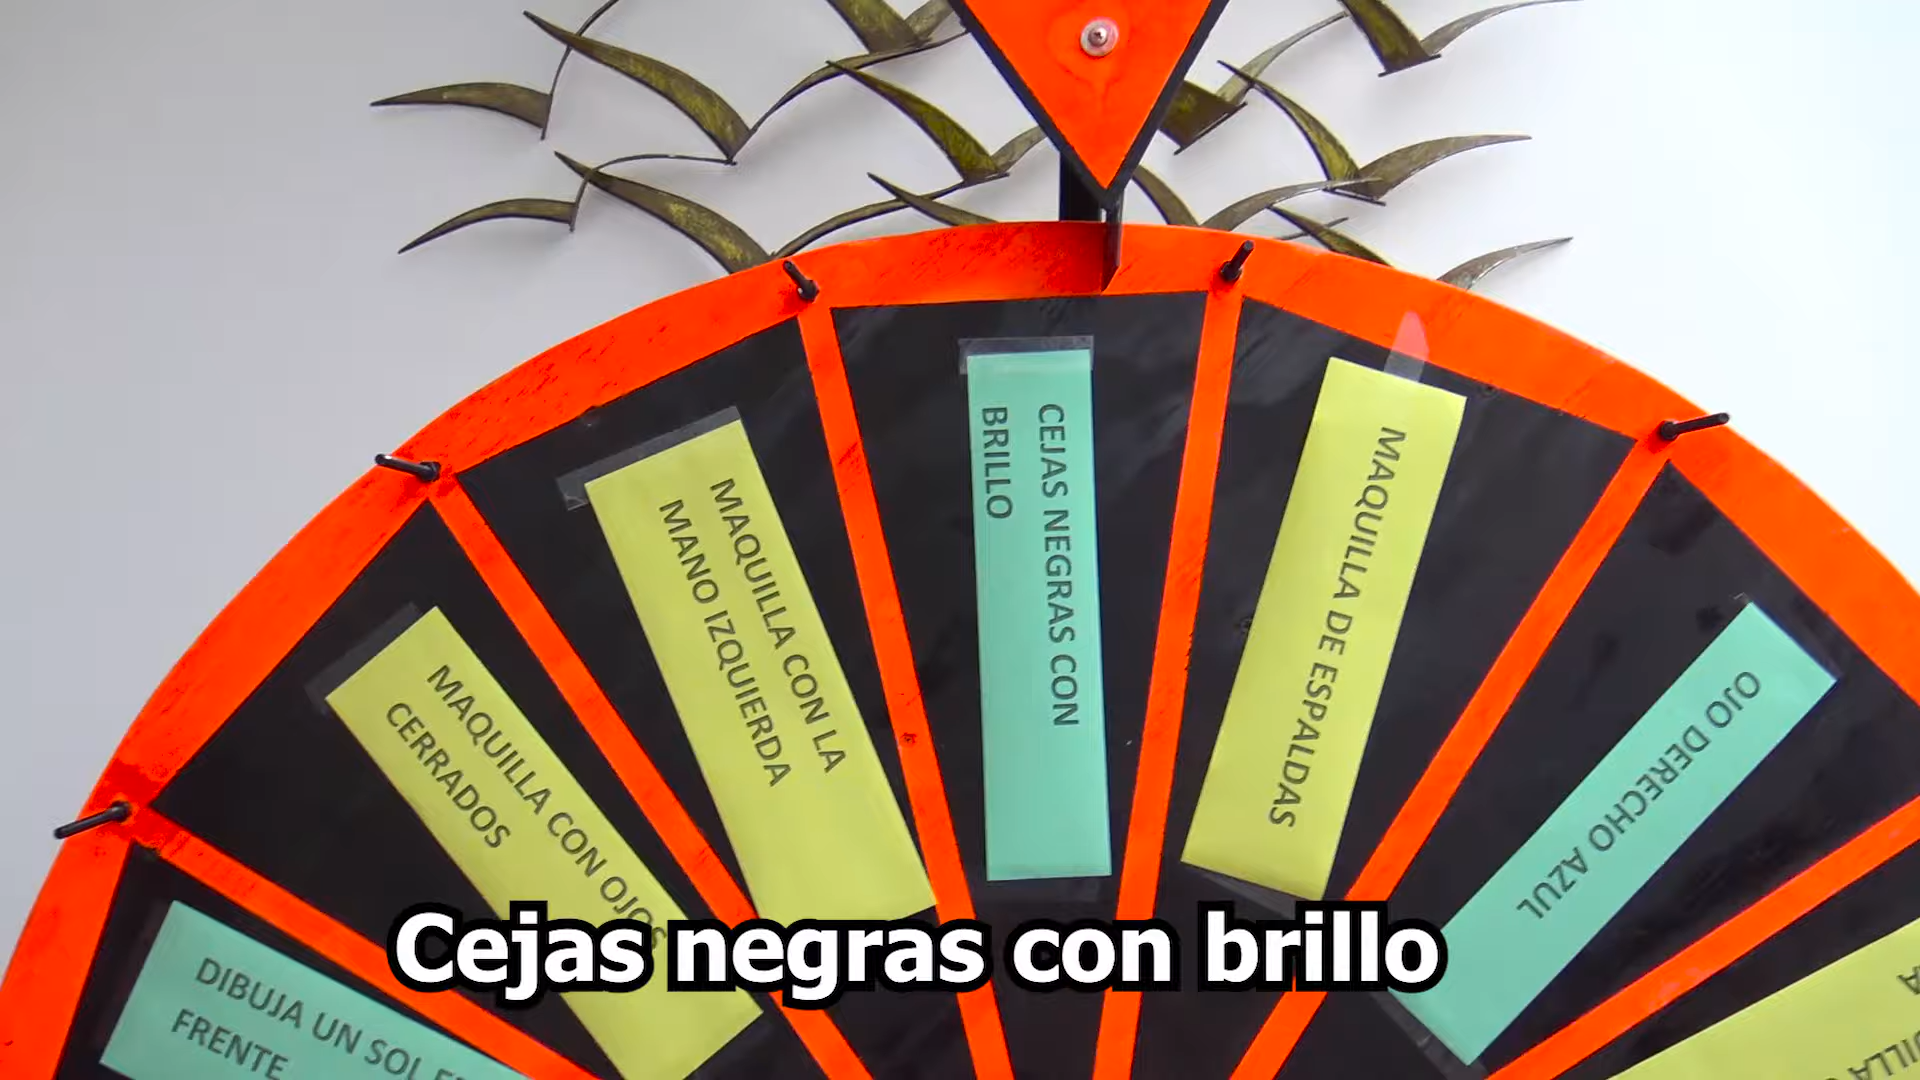 DIBUJA UN SOL
FRENTE
MAQUILLA CON OJOS
CERRADOS
MAQUILLA CON LA
MANO IZQUIERDA
CEJAS NEGRAS CON
BRILLO
MAQUILLA DE ESPALDAS
OJO DERECHO AZUL
Cejas negras con brillo